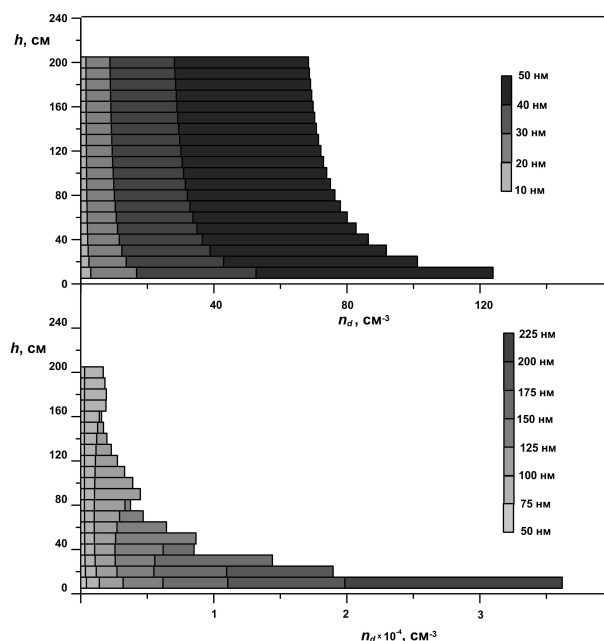 240
h, см
200
160
120
80
40
0
50 нм
40 нм
30 нм
20 нм
10 нм
40
80
120
n_d, см⁻³
240
h, см
200
160
120
80
40
0
225 нм
200 нм
175 нм
150 нм
125 нм
100 нм
75 нм
50 нм
0
1
2
3
n_d×10⁻⁴, см⁻³